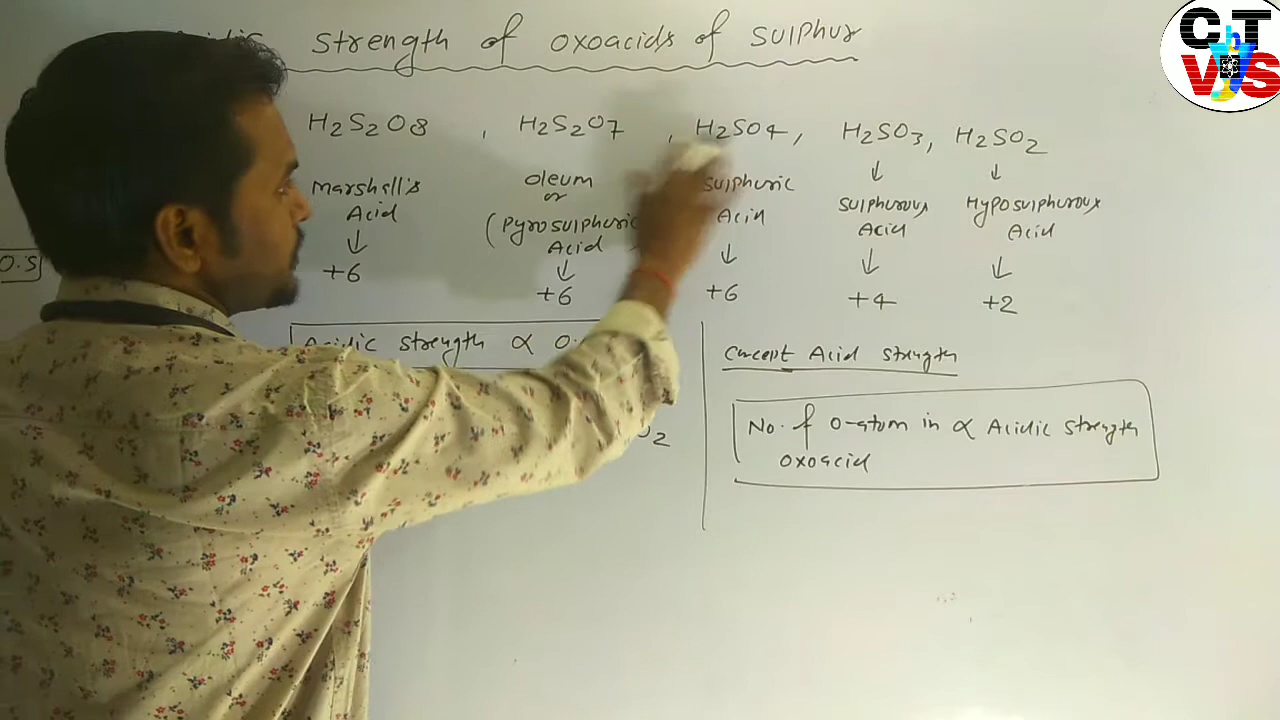 Strength of oxoacids of Sulphur
H2S2O8 , H2S2O7 , H2SO4, H2SO3, H2SO2
Marshall's Acid
+6
Oleum
or
(Pyrosulphuric
Acid
+6
Sulphuric
Acid
+6
Sulphurous
Acid
+4
Hyposulphurous
Acid
+2
O.S
Acidic strength ∝ O.
O2
Concept Acid strength
No. of O-atom in ∝ Acidic strength
oxoacid
C h T
V y S